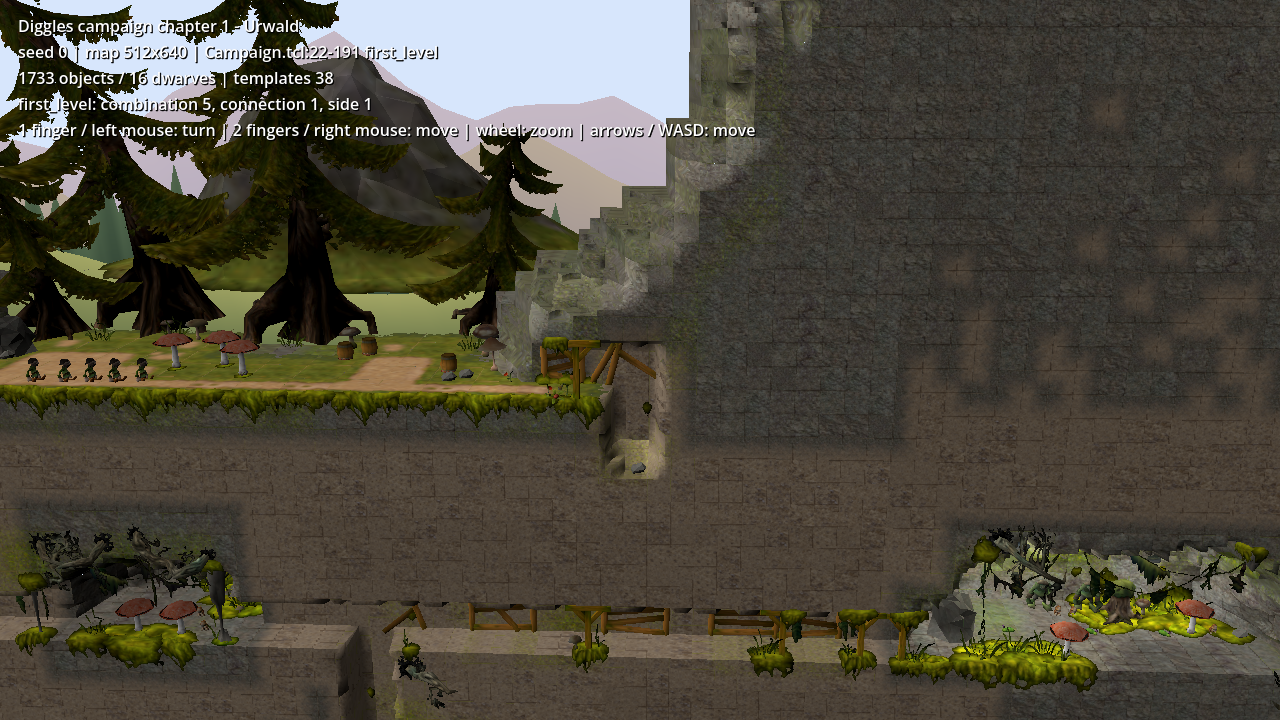 Diggles campaign chapter 1 - Urwald
seed 0 | map 512x640 | Campaign.tcl:22-191 first_level
1733 objects / 16 dwarves | templates 38
first_level: combination 5, connection 1, side 1
1 finger / left mouse: turn | 2 fingers / right mouse: move | wheel: zoom | arrows / WASD: move